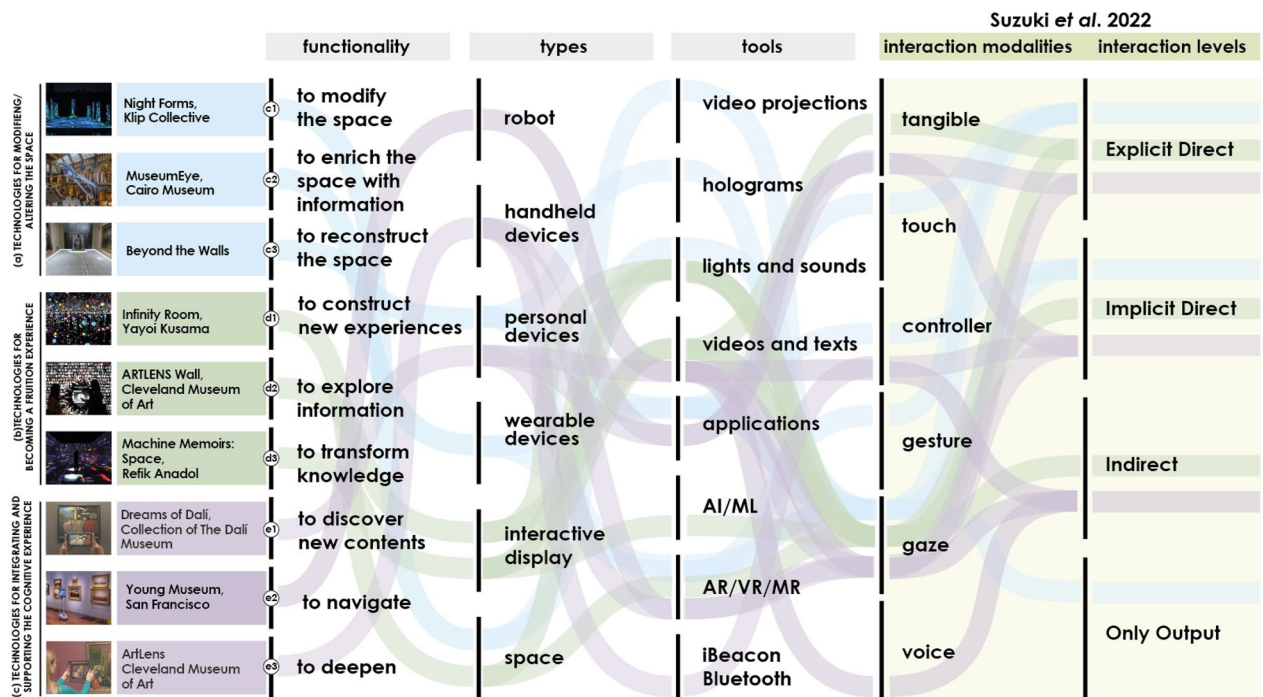 Suzuki et al. 2022
functionality
types
tools
interaction modalities
interaction levels
(a) TECHNOLOGIES FOR MODIFIENG/
ALTERING THE SPACE
Night Forms,
Klip Collective
MuseumEye,
Cairo Museum
Beyond the Walls
(b)TECHNOLOGIES FOR
BECOMING A FRUITION EXPERIENCE
Infinity Room,
Yayoi Kusama
ARTLENS Wall,
Cleveland Museum
of Art
Machine Memoirs:
Space,
Refik Anadol
(c) TECHNOLOGIES FOR INTEGRATING AND
SUPPORTING THE COGNITIVE EXPERIENCE
Dreams of Dalí,
Collection of The Dalí
Museum
Young Museum,
San Francisco
ArtLens
Cleveland Museum
of Art
c1
c2
c3
d1
d2
d3
e1
e2
e3
to modify
the space
to enrich the
space with
information
to reconstruct
the space
to construct
new experiences
to explore
information
to transform
knowledge
to discover
new contents
to navigate
to deepen
robot
handheld
devices
personal
devices
wearable
devices
interactive
display
space
video projections
holograms
lights and sounds
videos and texts
applications
AI/ML
AR/VR/MR
iBeacon
Bluetooth
tangible
touch
controller
gesture
gaze
voice
Explicit Direct
Implicit Direct
Indirect
Only Output